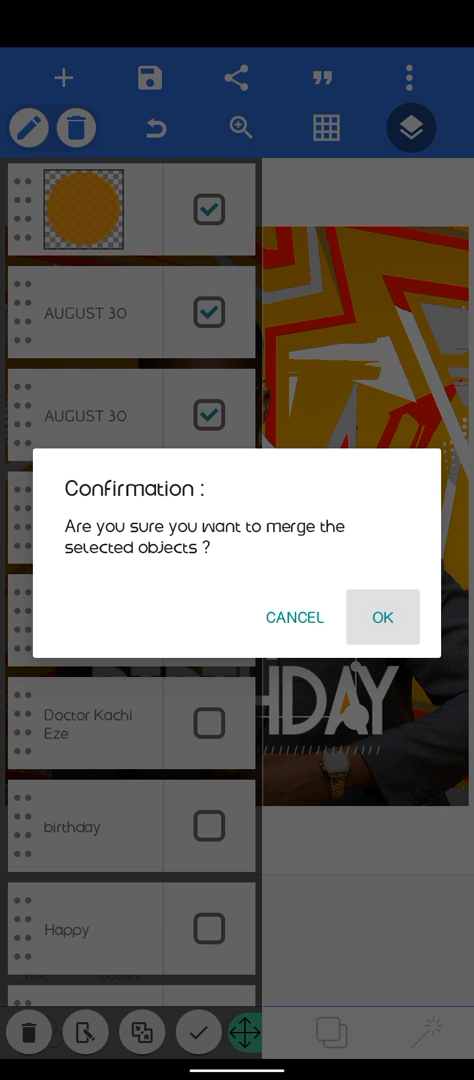 AUGUST 30
AUGUST 30
Confirmation :
Are you sure you want to merge the
selected objects ?
CANCEL
OK
HDAY
Doctor Kachi
Eze
birthday
Happy